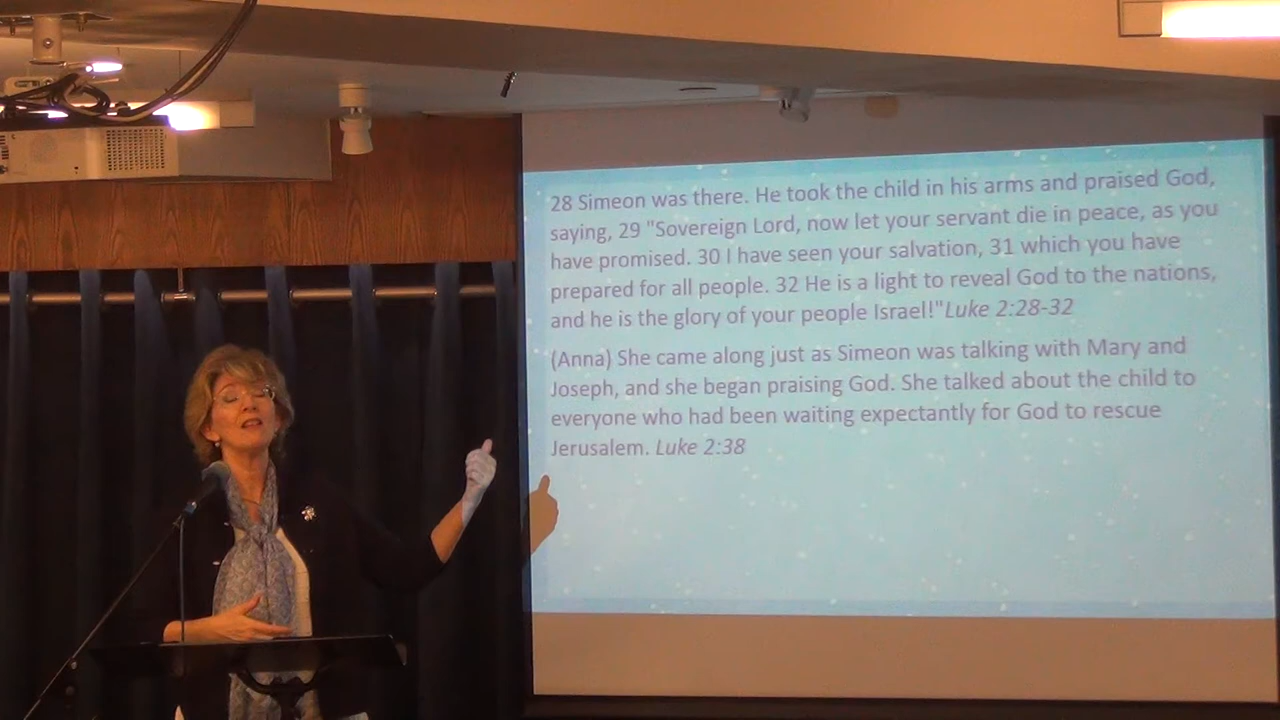 28 Simeon was there. He took the child in his arms and praised God,
saying, 29 "Sovereign Lord, now let your servant die in peace, as you
have promised. 30 I have seen your salvation, 31 which you have
prepared for all people. 32 He is a light to reveal God to the nations,
and he is the glory of your people Israel!"Luke 2:28-32
(Anna) She came along just as Simeon was talking with Mary and
Joseph, and she began praising God. She talked about the child to
everyone who had been waiting expectantly for God to rescue
Jerusalem. Luke 2:38